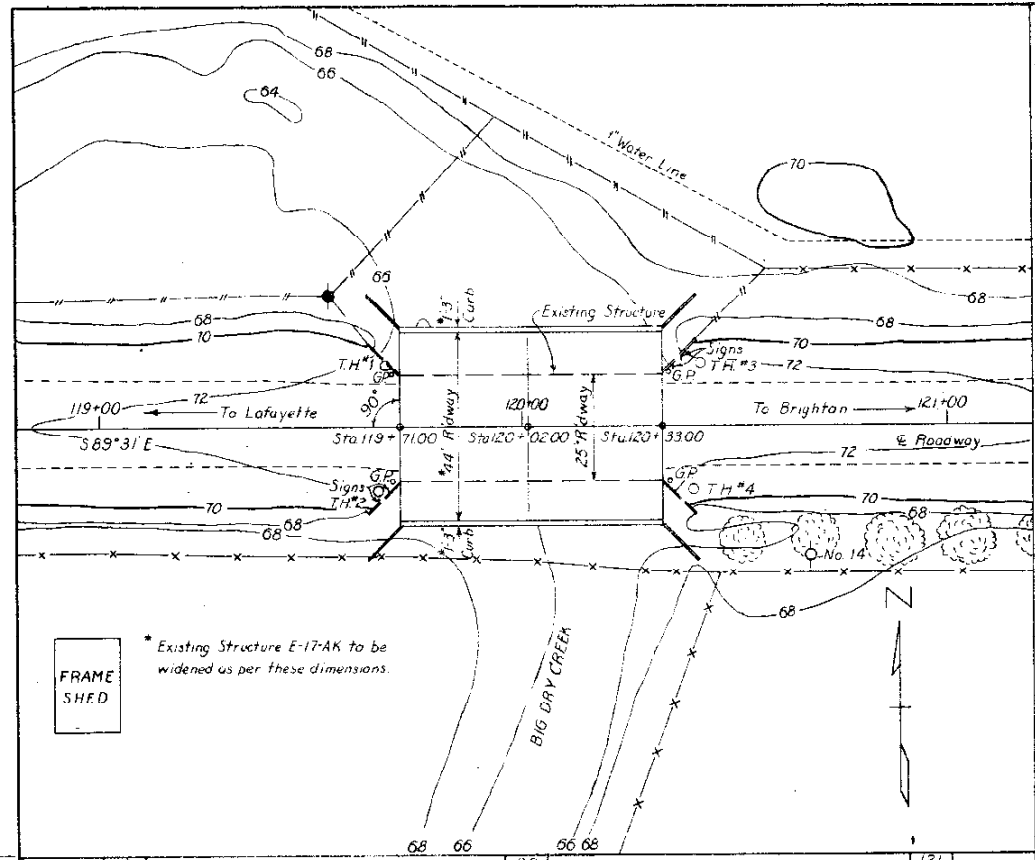 68
66
64
1" Water Line
70
66
*1'-3" Curb
Existing Structure
68
68
68
70
70
T.H.#1
G.P.
Signs
T.H.#3
G.P.
72
72
90°
119+00
To Lafayette
*44' R'dway
120+00
25' R'dway
To Brighton
121+00
Sta.119+71.00
Sta.120+02.00
Sta.120+33.00
S 89°31' E
℄ Roadway
72
G.P.
Signs
T.H.#2
G.P.
T.H.#4
70
70
68
68
68
*1'-3" Curb
No. 14
68
N
* Existing Structure E-17-AK to be
widened as per these dimensions.
FRAME
SHED
BIG DRY CREEK
68
66
66
68